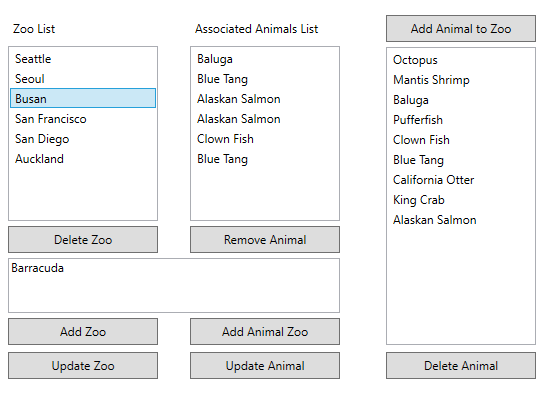 Zoo List
Seattle
Seoul
Busan
San Francisco
San Diego
Auckland
Delete Zoo
Associated Animals List
Baluga
Blue Tang
Alaskan Salmon
Alaskan Salmon
Clown Fish
Blue Tang
Remove Animal
Barracuda
Add Zoo
Add Animal Zoo
Update Zoo
Update Animal
Add Animal to Zoo
Octopus
Mantis Shrimp
Baluga
Pufferfish
Clown Fish
Blue Tang
California Otter
King Crab
Alaskan Salmon
Delete Animal